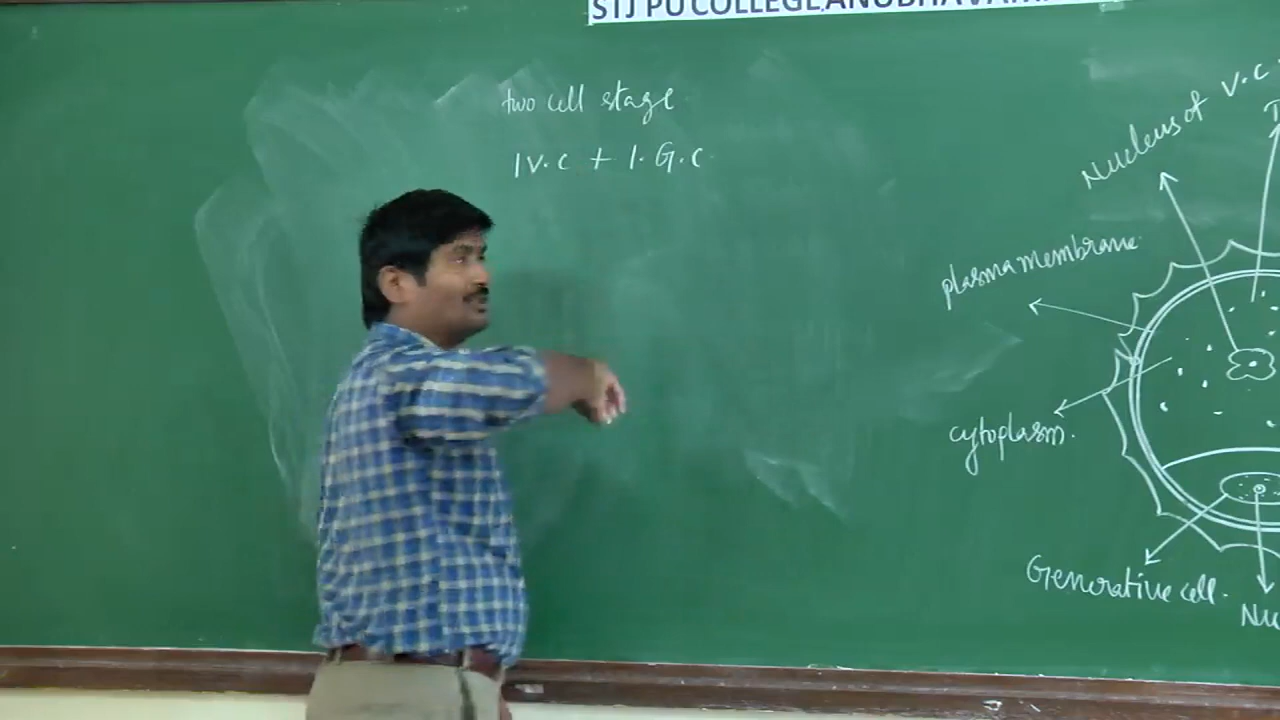 STJ PU COLLEGE,
two cell stage
1 V.C + 1. G.C.
Nucleus of V.C.
plasma membrane
cytoplasm.
Generative cell.